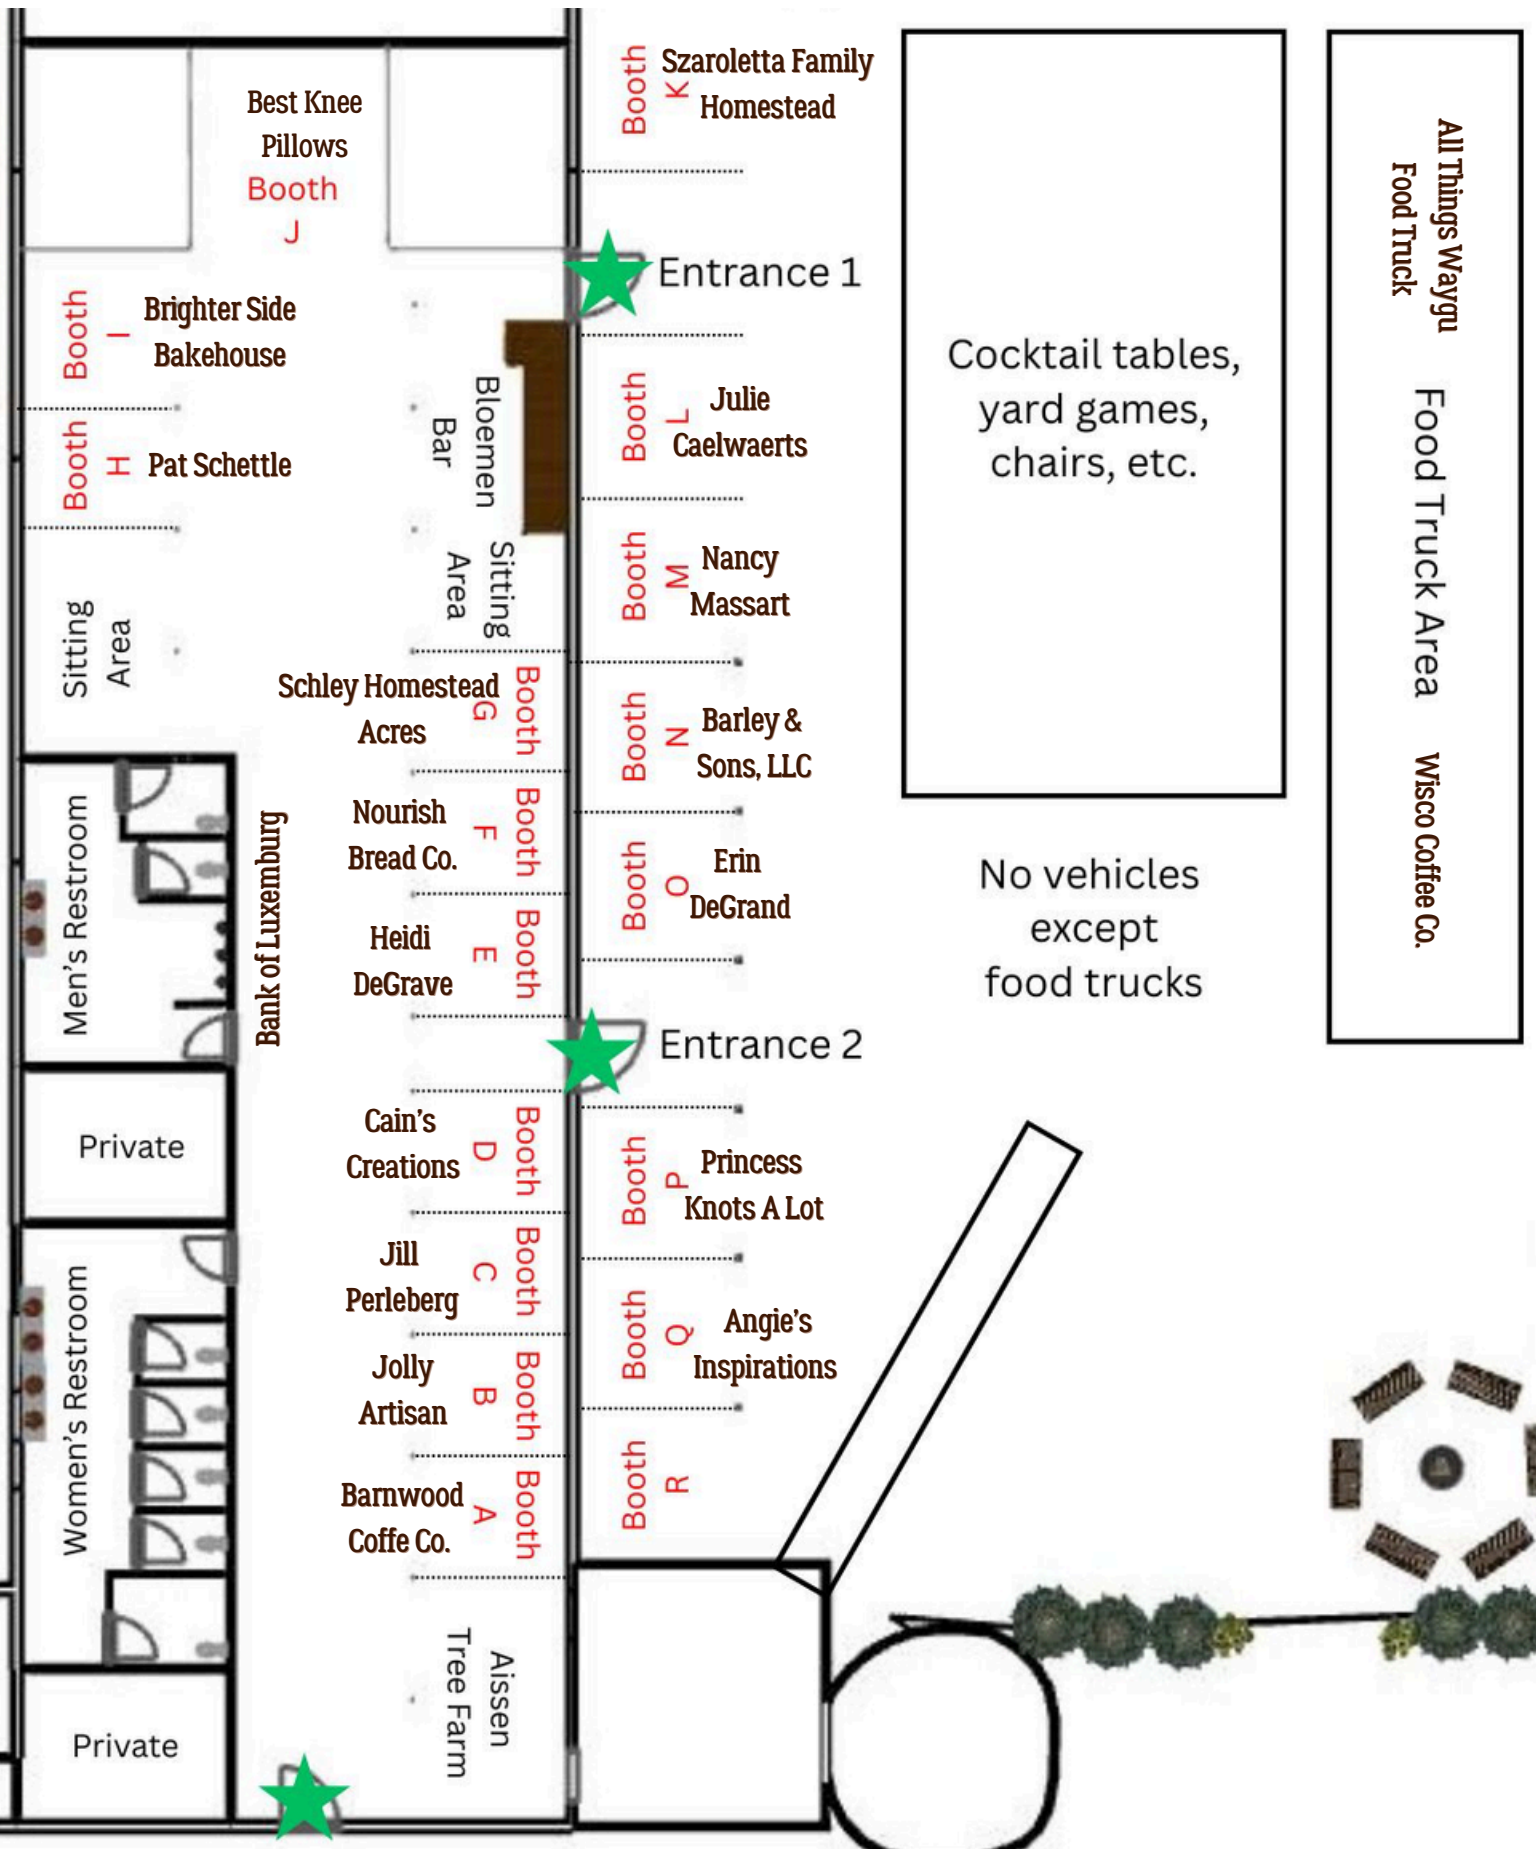 Best Knee
Pillows
Booth
J
Booth
I
Brighter Side
Bakehouse
Booth
H
Pat Schettle
Bloemen
Bar
Sitting
Area
Sitting
Area
Schley Homestead
Acres
Booth
G
Nourish
Bread Co.
Booth
F
Heidi
DeGrave
Booth
E
Men's Restroom
Bank of Luxemburg
Private
Cain's
Creations
Booth
D
Jill
Perleberg
Booth
C
Jolly
Artisan
Booth
B
Barnwood
Coffe Co.
Booth
A
Women's Restroom
Private
Aissen
Tree Farm
Booth
K
Szaroletta Family
Homestead
Entrance 1
Booth
L
Julie
Caelwaerts
Booth
M
Nancy
Massart
Booth
N
Barley &
Sons, LLC
Booth
O
Erin
DeGrand
Entrance 2
Booth
P
Princess
Knots A Lot
Booth
Q
Angie's
Inspirations
Booth
R
Cocktail tables,
yard games,
chairs, etc.
No vehicles
except
food trucks
All Things Waygu
Food Truck
Food Truck Area
Wisco Coffee Co.